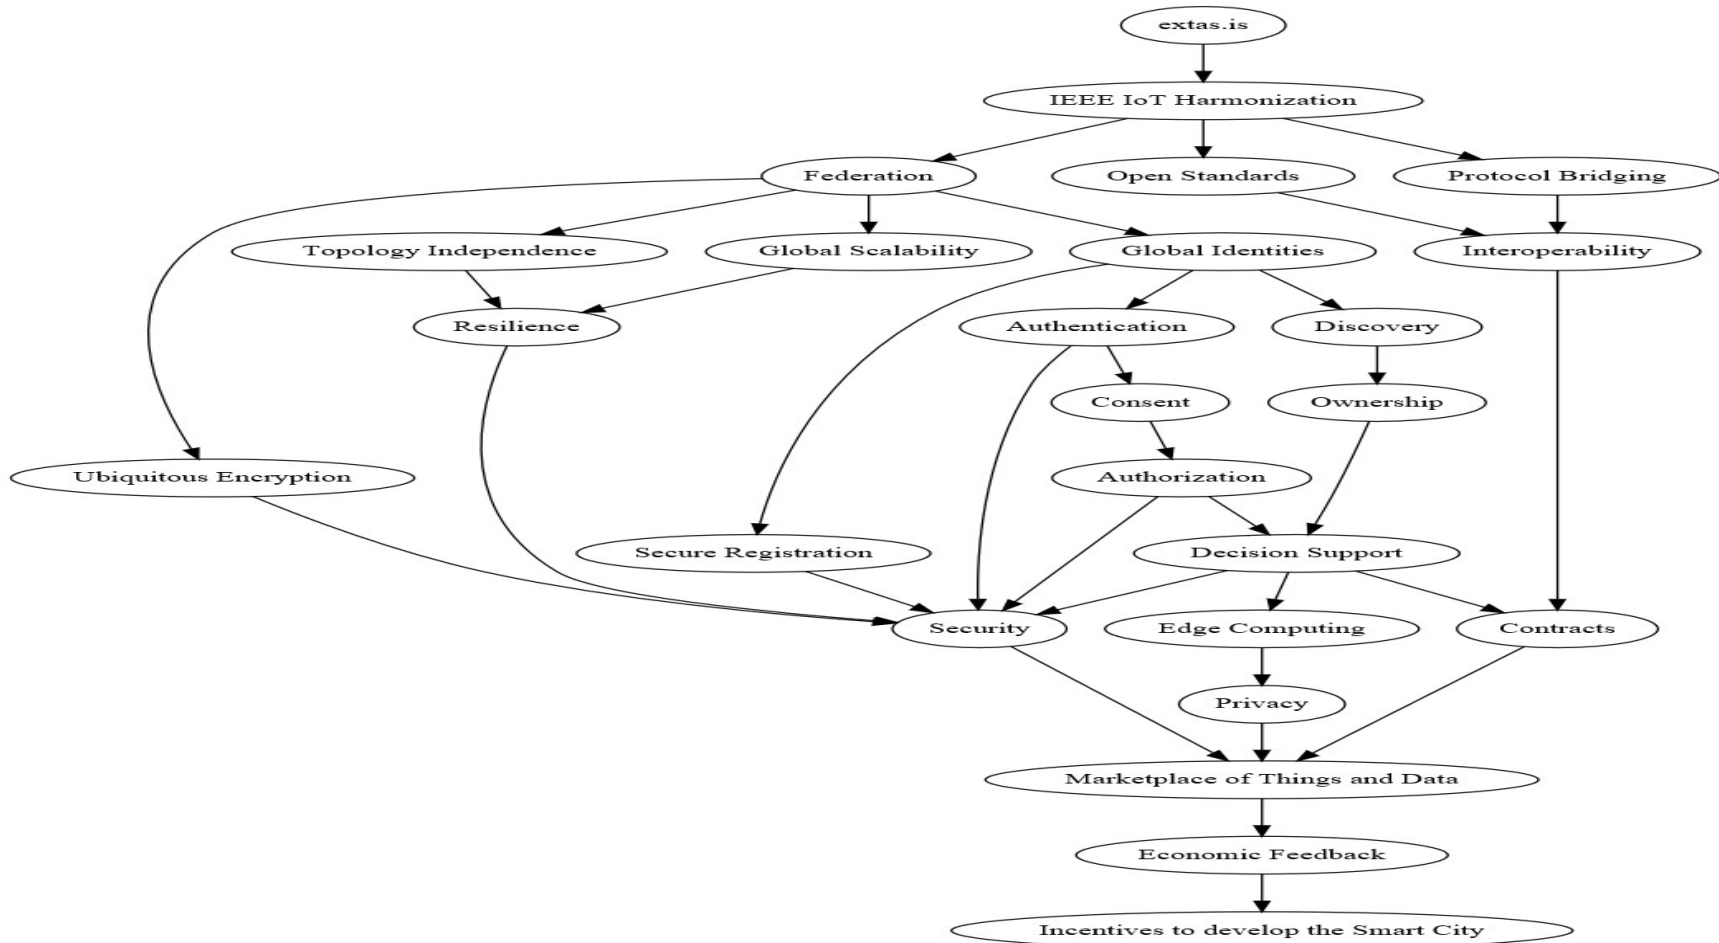 extas.is
IEEE IoT Harmonization
Federation
Open Standards
Protocol Bridging
Topology Independence
Global Scalability
Global Identities
Interoperability
Resilience
Authentication
Discovery
Consent
Ownership
Ubiquitous Encryption
Authorization
Secure Registration
Decision Support
Security
Edge Computing
Contracts
Privacy
Marketplace of Things and Data
Economic Feedback
Incentives to develop the Smart City